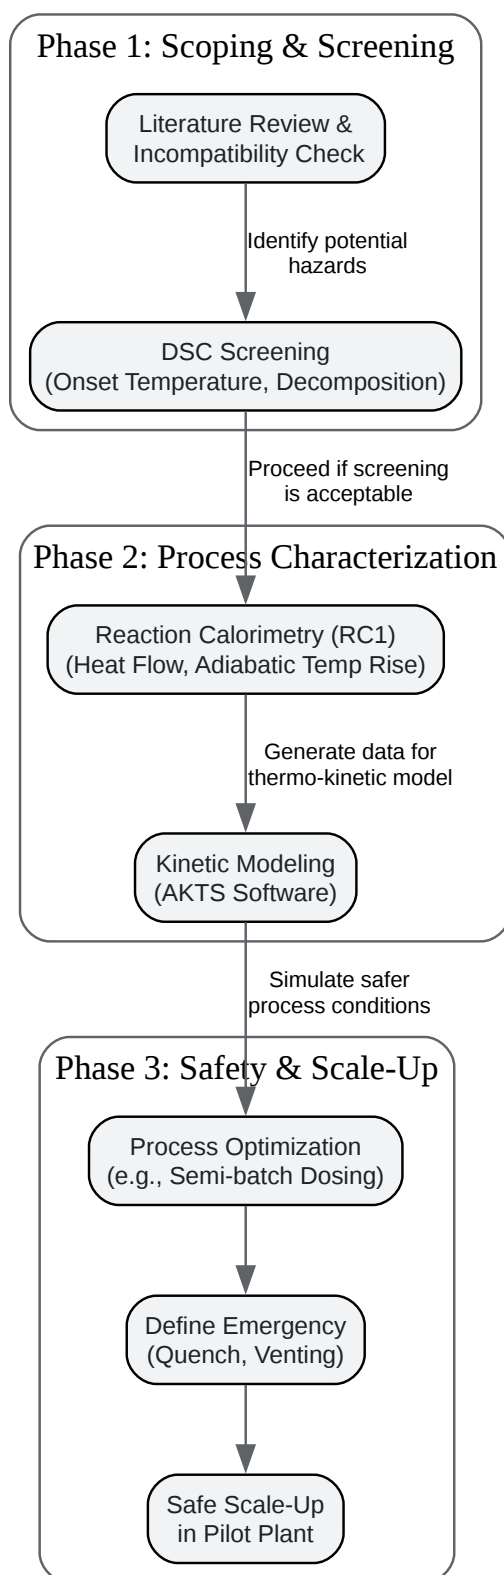 Phase 1: Scoping & Screening
Literature Review &
Incompatibility Check
Identify potential
hazards
DSC Screening
(Onset Temperature, Decomposition)
Proceed if screening
is acceptable
Phase 2: Process Characterization
Reaction Calorimetry (RC1)
(Heat Flow, Adiabatic Temp Rise)
Generate data for
thermo-kinetic model
Kinetic Modeling
(AKTS Software)
Simulate safer
process conditions
Phase 3: Safety & Scale-Up
Process Optimization
(e.g., Semi-batch Dosing)
Define Emergency
(Quench, Venting)
Safe Scale-Up
in Pilot Plant